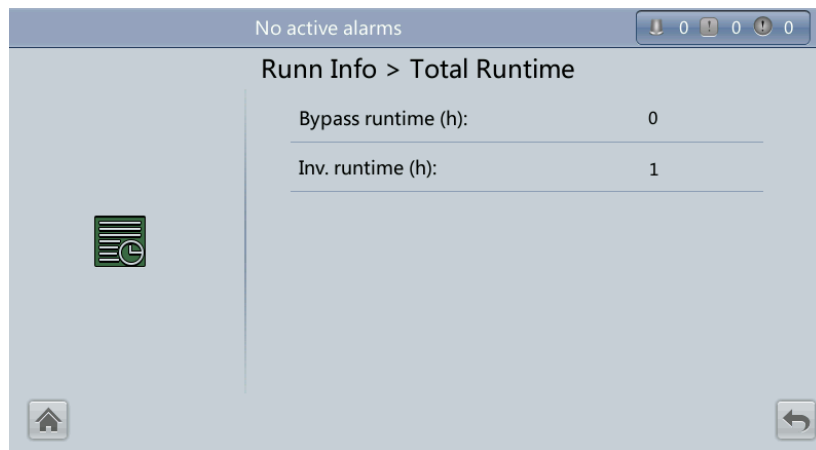 No active alarms 0 0 0
Runn Info > Total Runtime
Bypass runtime (h): 0
Inv. runtime (h): 1